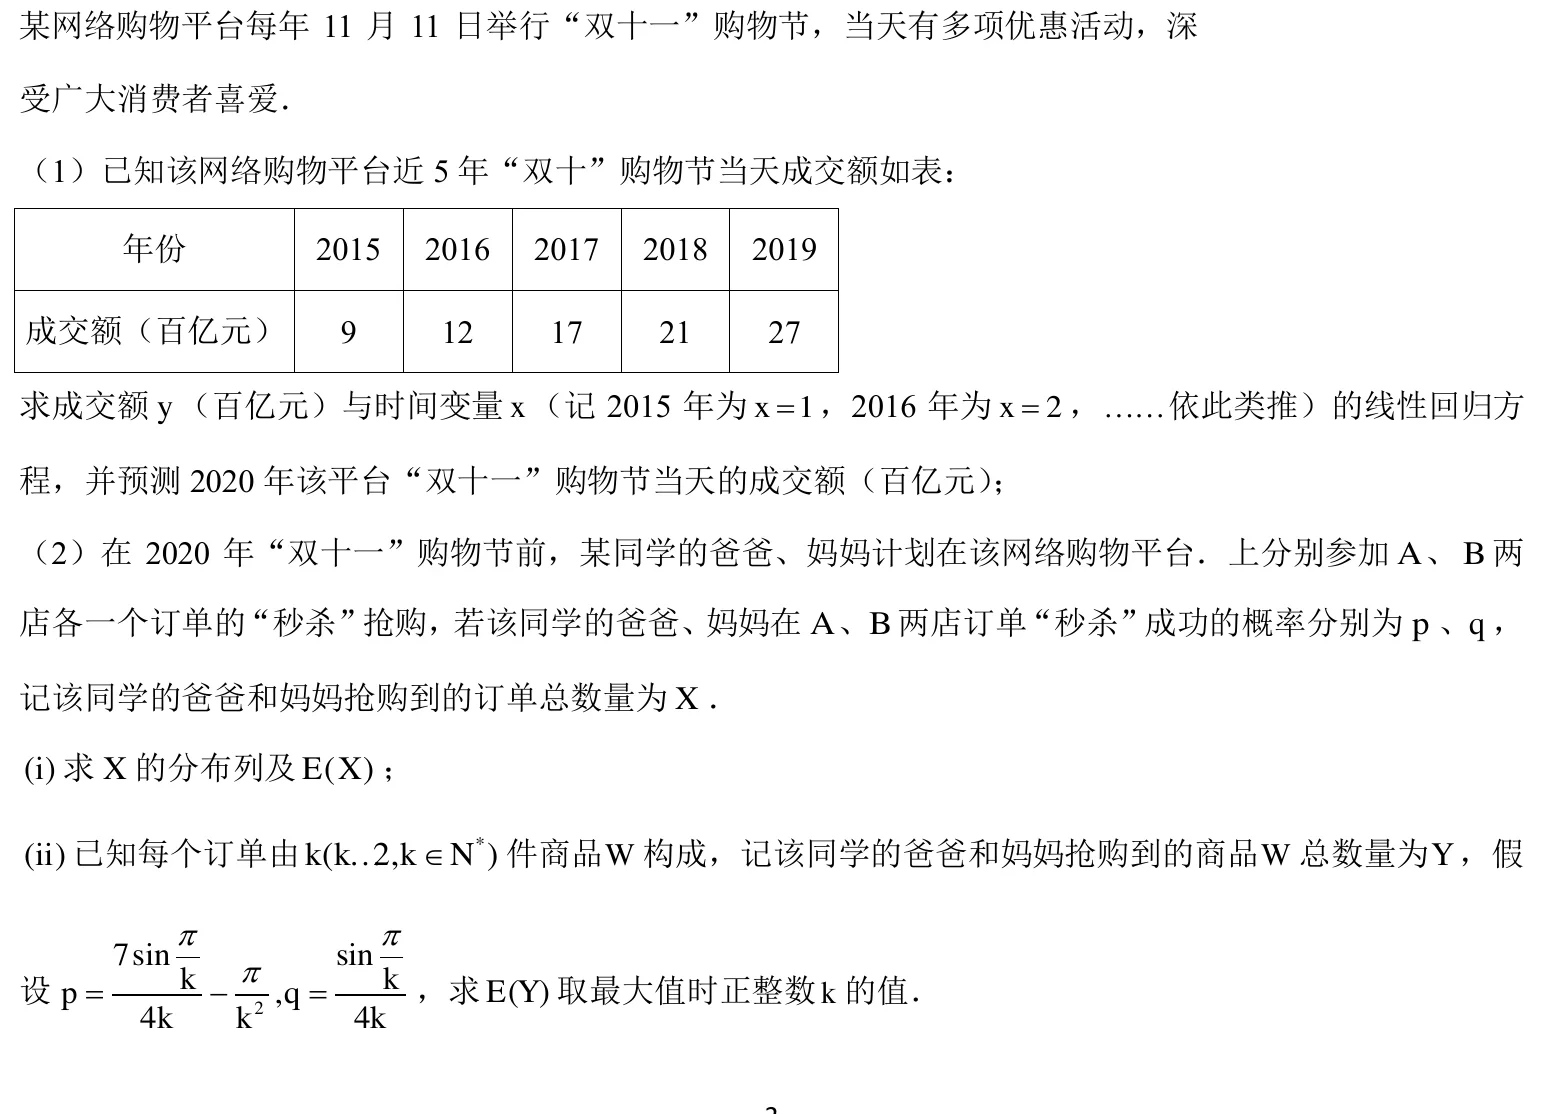 某网络购物平台每年 11 月 11 日举行“双十一”购物节，当天有多项优惠活动，深
受广大消费者喜爱．
（1）已知该网络购物平台近 5 年“双十”购物节当天成交额如表：
年份 2015 2016 2017 2018 2019
成交额（百亿元） 9 12 17 21 27
求成交额 y （百亿元）与时间变量 x （记 2015 年为 x = 1，2016 年为 x = 2，……依此类推）的线性回归方
程，并预测 2020 年该平台“双十一”购物节当天的成交额（百亿元）；
（2）在 2020 年“双十一”购物节前，某同学的爸爸、妈妈计划在该网络购物平台．上分别参加 A、 B 两
店各一个订单的“秒杀”抢购，若该同学的爸爸、妈妈在 A、B 两店订单“秒杀”成功的概率分别为 p 、q ，
记该同学的爸爸和妈妈抢购到的订单总数量为 X ．
(i) 求 X 的分布列及 E(X)；
(ii) 已知每个订单由 k(k‥2,k ∈ N*) 件商品W 构成，记该同学的爸爸和妈妈抢购到的商品W 总数量为Y，假
设 p = \frac{7\sin\frac{π}{k}}{4k} − \frac{π}{k²} ,q = \frac{\sin\frac{π}{k}}{4k} ，求 E(Y) 取最大值时正整数 k 的值．